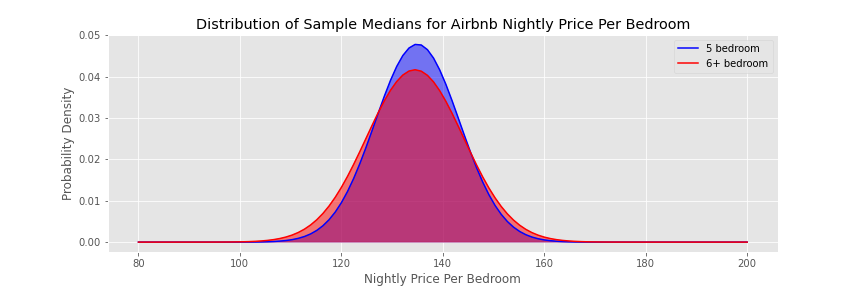 Distribution of Sample Medians for Airbnb Nightly Price Per Bedroom
0.05
0.04
0.03
0.02
0.01
0.00
Probability Density
5 bedroom
6+ bedroom
80 100 120 140 160 180 200
Nightly Price Per Bedroom